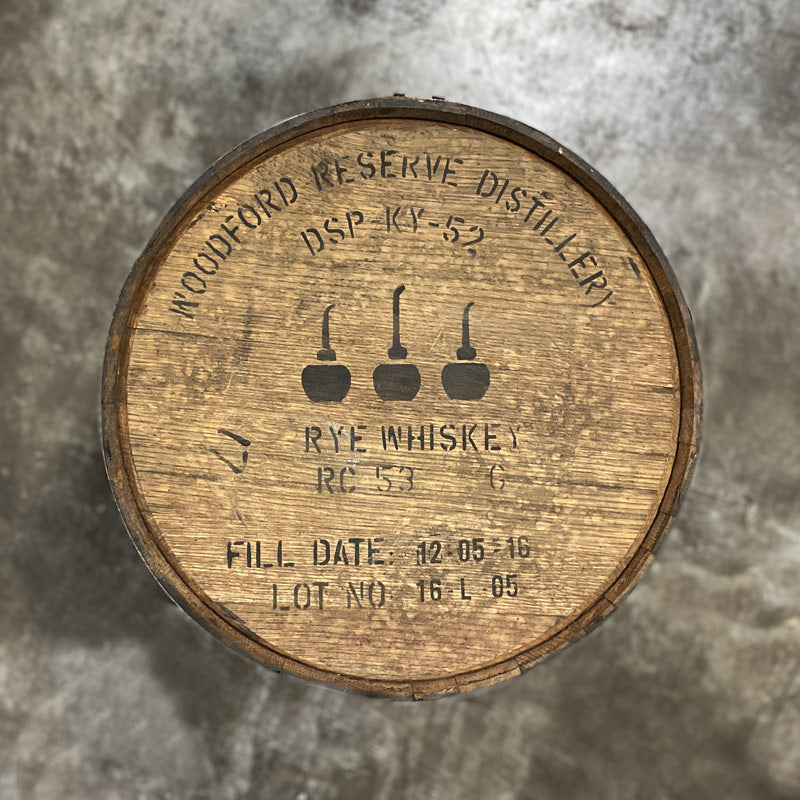 WOODFORD RESERVE DISTILLERY
DSP-KY-52
RYE WHISKEY
RC 53 G
FILL DATE: 12-05-16
LOT NO 16-L-05